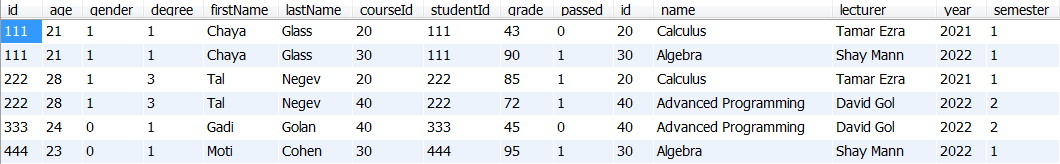 id age gender degree firstName lastName courseId studentId grade passed id name lecturer year semester
111 21 1 1 Chaya Glass 20 111 43 0 20 Calculus Tamar Ezra 2021 1
111 21 1 1 Chaya Glass 30 111 90 1 30 Algebra Shay Mann 2022 1
222 28 1 3 Tal Negev 20 222 85 1 20 Calculus Tamar Ezra 2021 1
222 28 1 3 Tal Negev 40 222 72 1 40 Advanced Programming David Gol 2022 2
333 24 0 1 Gadi Golan 40 333 45 0 40 Advanced Programming David Gol 2022 2
444 23 0 1 Moti Cohen 30 444 95 1 30 Algebra Shay Mann 2022 1